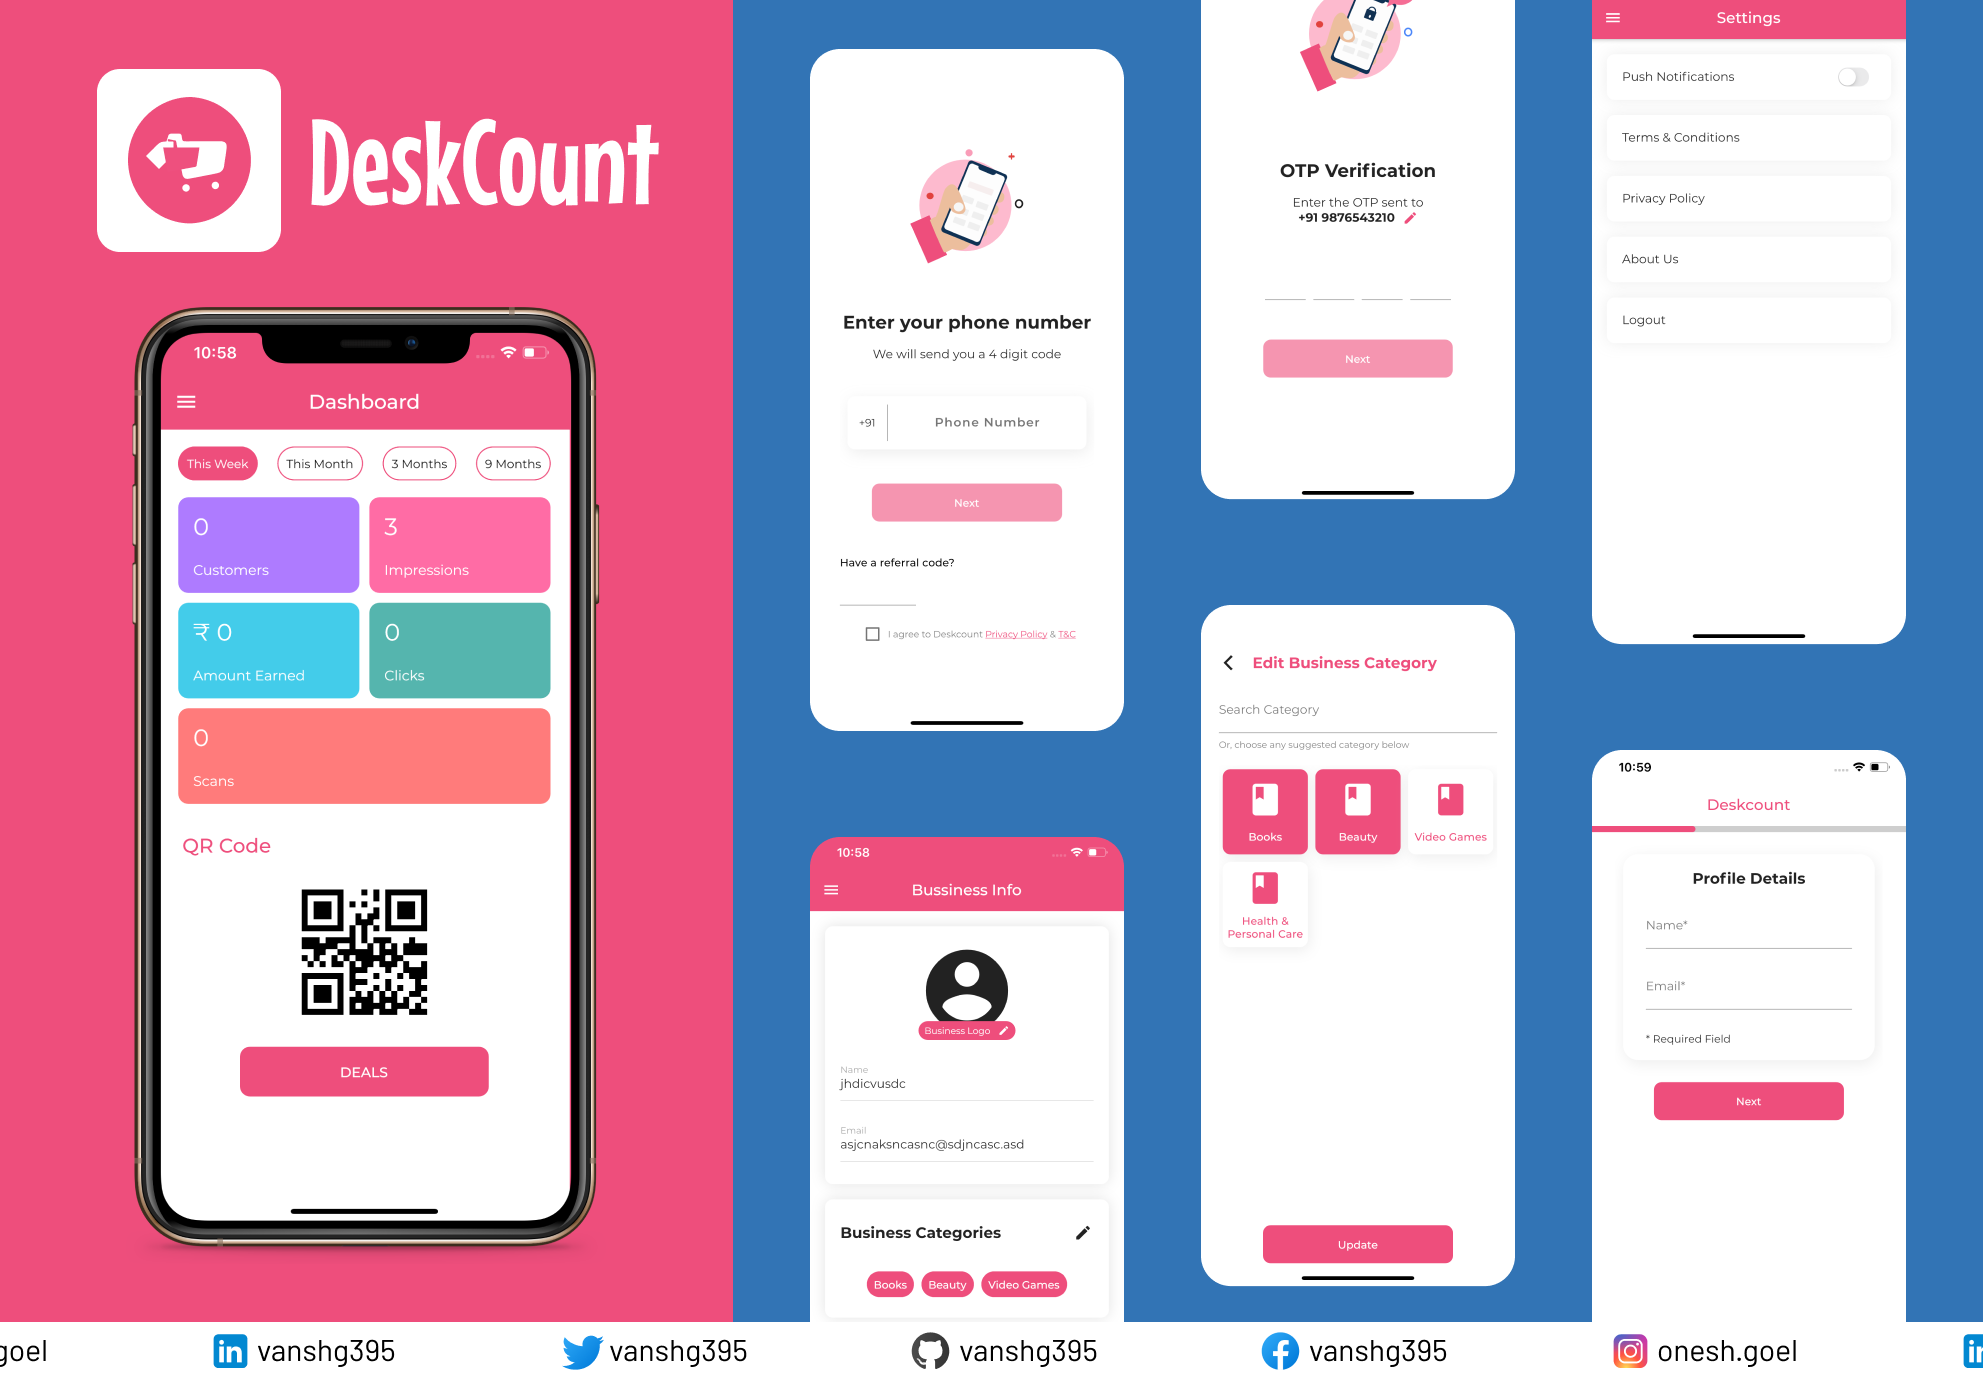 DeskCount
10:58
Dashboard
This Week
This Month
3 Months
9 Months
0
Customers
3
Impressions
₹ 0
Amount Earned
0
Clicks
0
Scans
QR Code
DEALS
Enter your phone number
We will send you a 4 digit code
+91
Phone Number
Next
Have a referral code?
I agree to Deskcount Privacy Policy & T&C
10:58
Bussiness Info
Business Logo
Name
jhdicvusdc
Email
asjcnaksncasnc@sdjncasc.asd
Business Categories
Books
Beauty
Video Games
OTP Verification
Enter the OTP sent to
+91 9876543210
Next
Edit Business Category
Search Category
Or, choose any suggested category below
Books
Beauty
Video Games
Health &
Personal Care
Update
Settings
Push Notifications
Terms & Conditions
Privacy Policy
About Us
Logout
10:59
Deskcount
Profile Details
Name*
Email*
* Required Field
Next
goel
vanshg395
vanshg395
vanshg395
vanshg395
onesh.goel